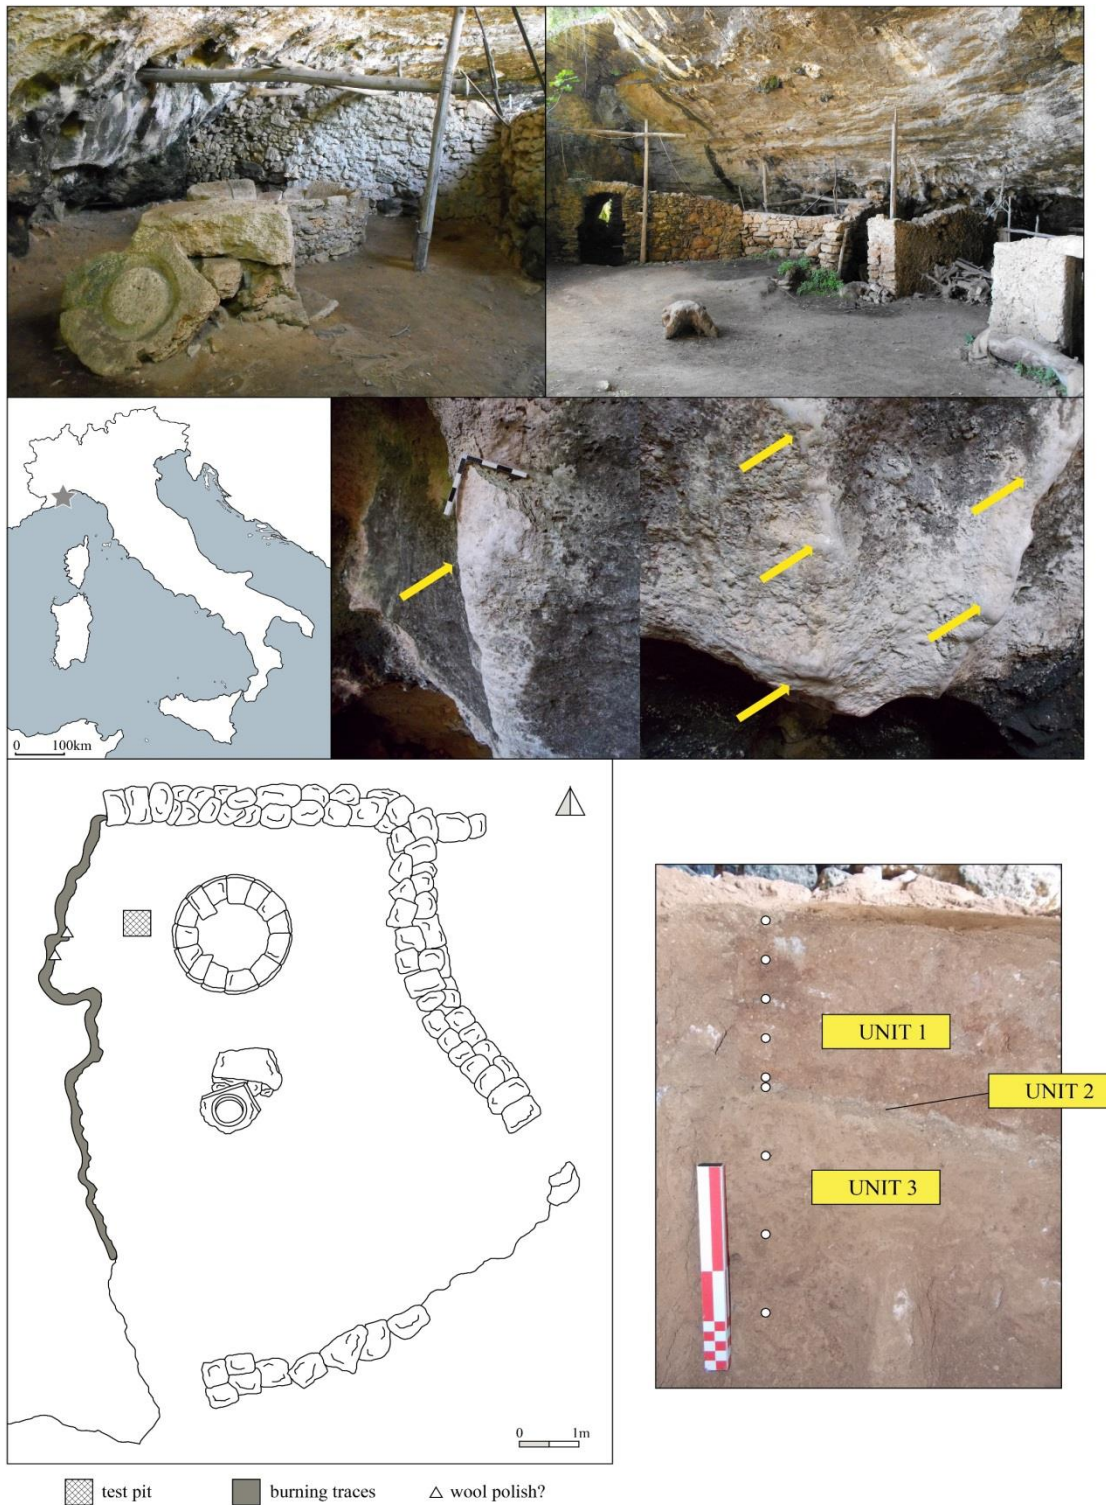 0 100km
UNIT 1
UNIT 2
UNIT 3
0 1m
test pit burning traces wool polish?